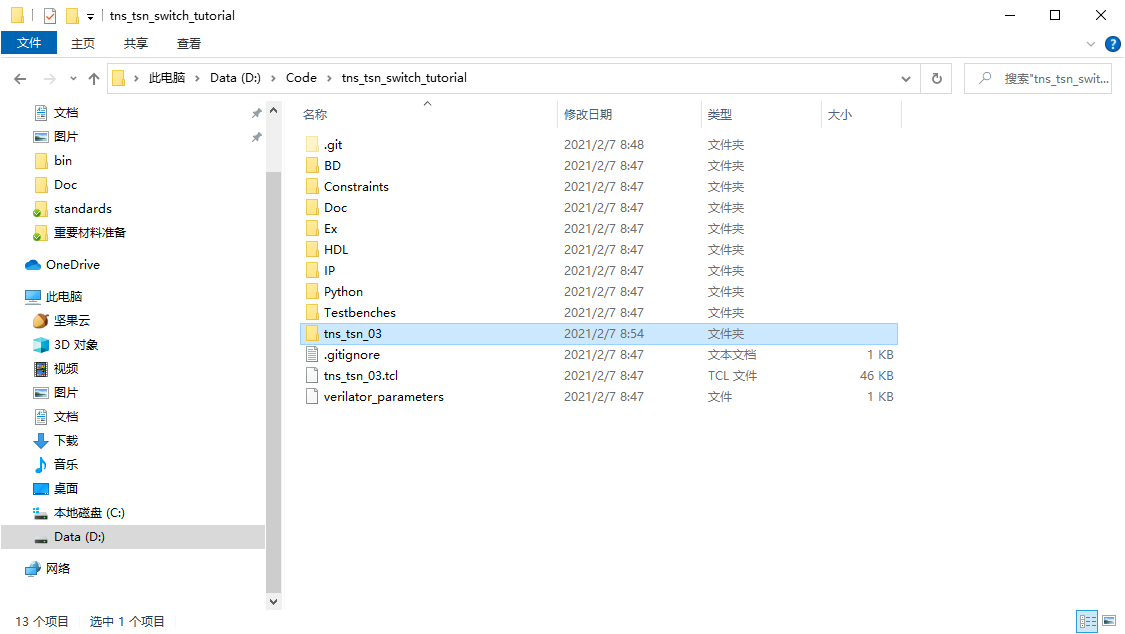 tns_tsn_switch_tutorial
文件 主页 共享 查看
此电脑 › Data (D:) › Code › tns_tsn_switch_tutorial
搜索"tns_tsn_swit...
文档
图片
bin
Doc
standards
重要材料准备
OneDrive
此电脑
坚果云
3D 对象
视频
图片
文档
下载
音乐
桌面
本地磁盘 (C:)
Data (D:)
网络
名称 修改日期 类型 大小
.git 2021/2/7 8:48 文件夹
BD 2021/2/7 8:47 文件夹
Constraints 2021/2/7 8:47 文件夹
Doc 2021/2/7 8:47 文件夹
Ex 2021/2/7 8:47 文件夹
HDL 2021/2/7 8:47 文件夹
IP 2021/2/7 8:47 文件夹
Python 2021/2/7 8:47 文件夹
Testbenches 2021/2/7 8:47 文件夹
tns_tsn_03 2021/2/7 8:54 文件夹
.gitignore 2021/2/7 8:47 文本文档 1 KB
tns_tsn_03.tcl 2021/2/7 8:47 TCL 文件 46 KB
verilator_parameters 2021/2/7 8:47 文件 1 KB
13 个项目 选中 1 个项目